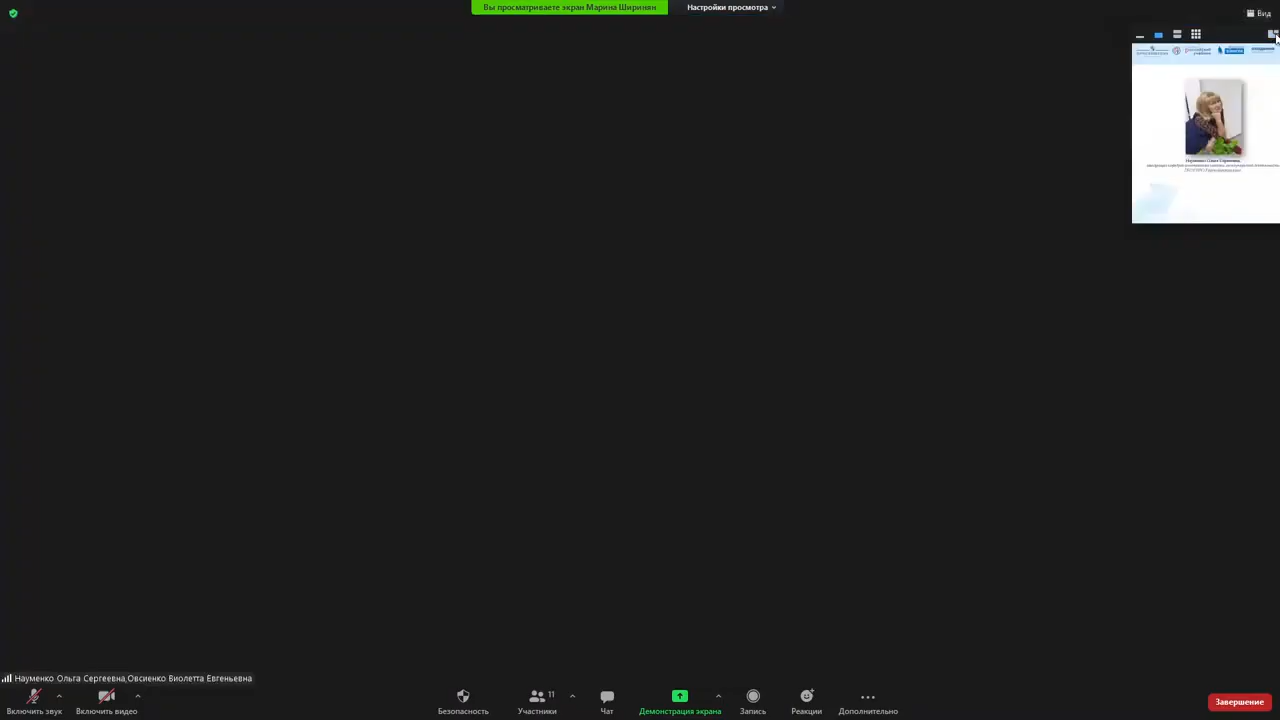 Вы просматриваете экран Марина Ширинян
Настройки просмотра
Вид
Науменко Ольга Сергеевна,Овсиенко Виолетта Евгеньевна
Включить звук
Включить видео
Безопасность
11
Участники
Чат
Демонстрация экрана
Запись
Реакции
Дополнительно
Завершение